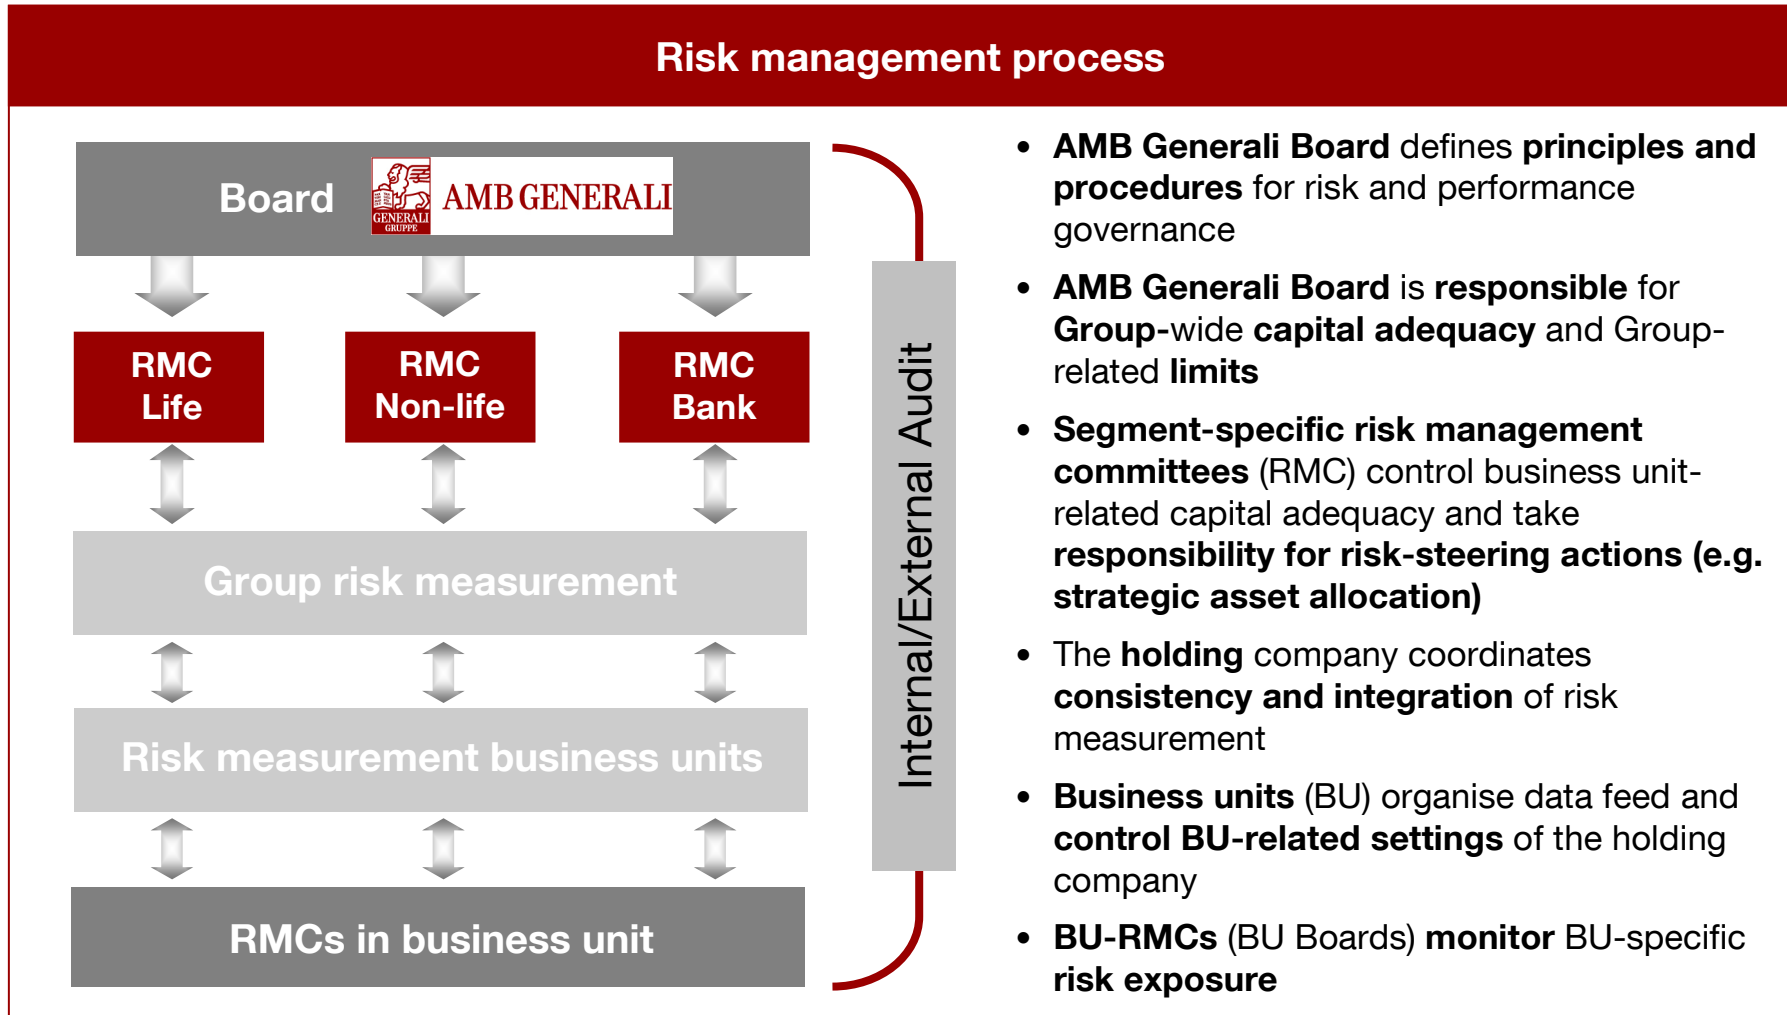 Risk management process
Board
GENERALI
GRUPPE
AMB GENERALI
RMC
Life
RMC
Non-life
RMC
Bank
Group risk measurement
Risk measurement business units
RMCs in business unit
Internal/External Audit
• AMB Generali Board defines principles and
procedures for risk and performance
governance
• AMB Generali Board is responsible for
Group-wide capital adequacy and Group-
related limits
• Segment-specific risk management
committees (RMC) control business unit-
related capital adequacy and take
responsibility for risk-steering actions (e.g.
strategic asset allocation)
• The holding company coordinates
consistency and integration of risk
measurement
• Business units (BU) organise data feed and
control BU-related settings of the holding
company
• BU-RMCs (BU Boards) monitor BU-specific
risk exposure